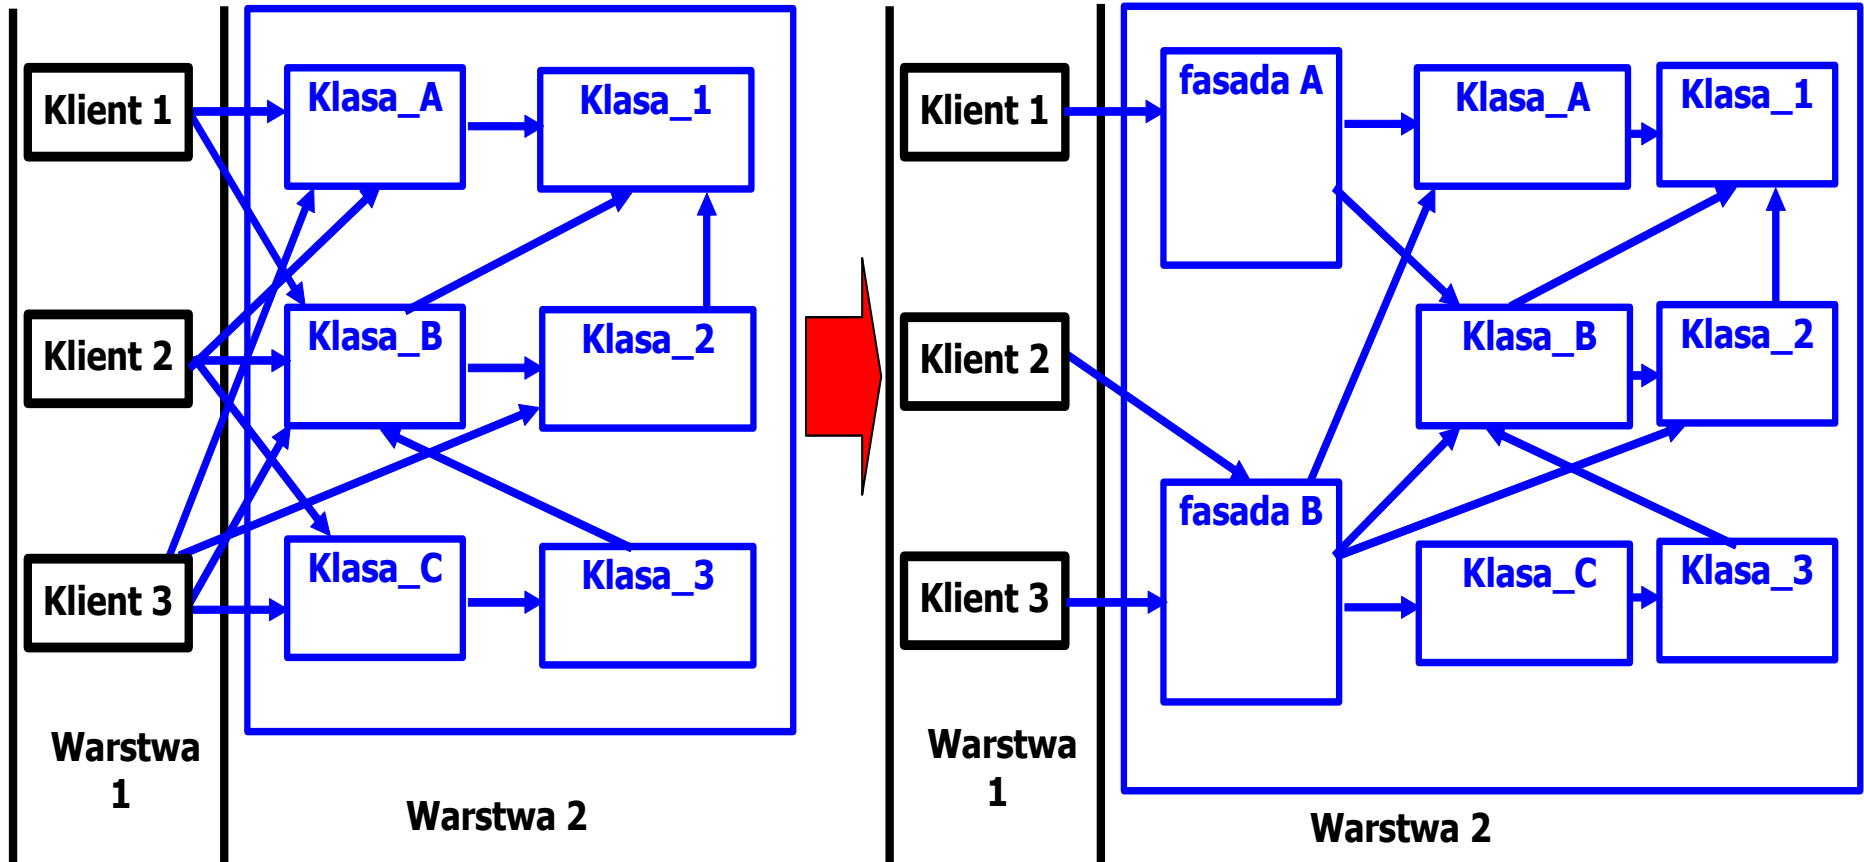 Klient 1
Klasa_A
Klasa_1
Klient 2
Klasa_B
Klasa_2
Klient 3
Klasa_C
Klasa_3
Warstwa
1
Warstwa 2
Klient 1
fasada A
Klasa_A
Klasa_1
Klient 2
Klasa_B
Klasa_2
fasada B
Klient 3
Klasa_C
Klasa_3
Warstwa
1
Warstwa 2